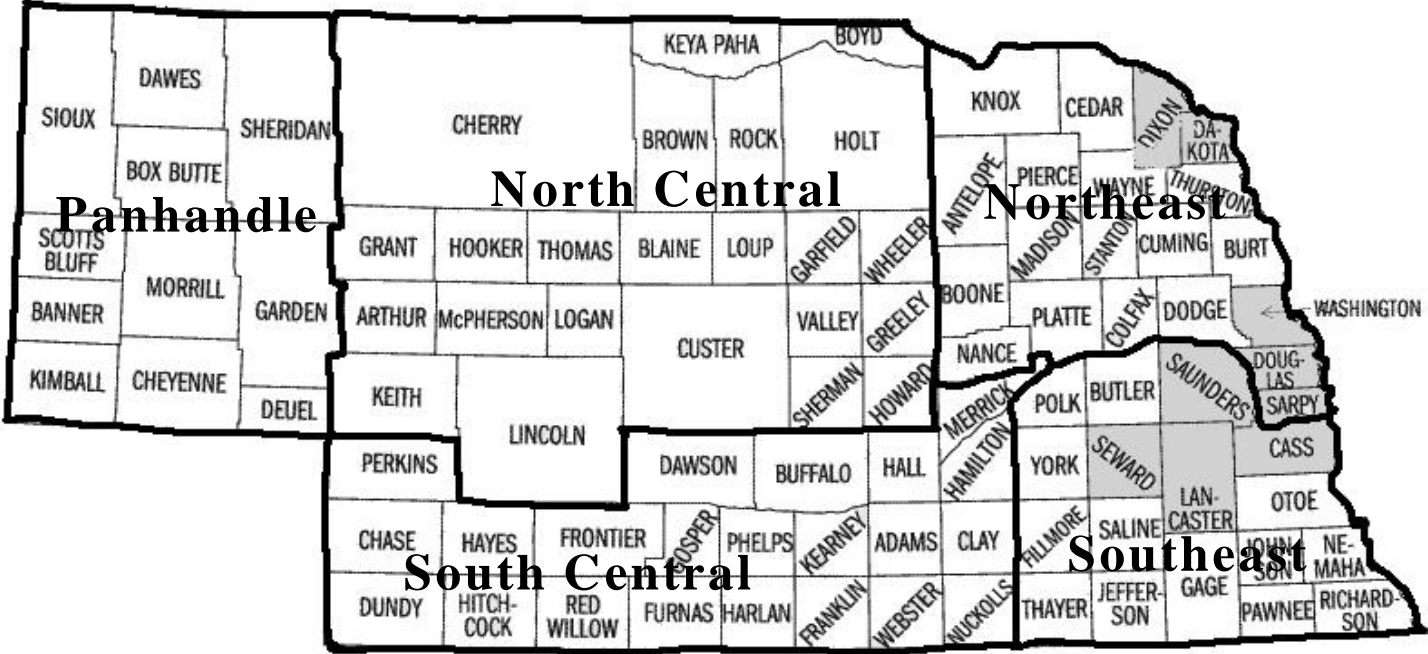 SIOUX
DAWES
BOX BUTTE
SHERIDAN
Panhandle
SCOTTS
BLUFF
BANNER
KIMBALL
MORRILL
CHEYENNE
GARDEN
DEUEL
CHERRY
KEYA PAHA
BOYD
BROWN
ROCK
HOLT
North Central
GRANT
HOOKER
THOMAS
BLAINE
LOUP
GARFIELD
WHEELER
ARTHUR
McPHERSON
LOGAN
CUSTER
VALLEY
GREELEY
KEITH
LINCOLN
SHERMAN
HOWARD
KNOX
CEDAR
DIXON
DA-
KOTA
ANTELOPE
PIERCE
WAYNE
THURSTON
Northeast
MADISON
STANTON
CUMING
BURT
BOONE
PLATTE
COLFAX
DODGE
WASHINGTON
NANCE
DOUG-
LAS
SARPY
PERKINS
DAWSON
BUFFALO
HALL
MERRICK
HAMILTON
CHASE
HAYES
FRONTIER
GOSPER
PHELPS
KEARNEY
ADAMS
CLAY
South Central
DUNDY
HITCH-
COCK
RED
WILLOW
FURNAS
HARLAN
FRANKLIN
WEBSTER
NUCKOLLS
POLK
BUTLER
SAUNDERS
YORK
SEWARD
LAN-
CASTER
CASS
OTOE
FILLMORE
SALINE
Southeast
JOHN-
SON
NE-
MAHA
THAYER
JEFFER-
SON
GAGE
PAWNEE
RICHARD-
SON